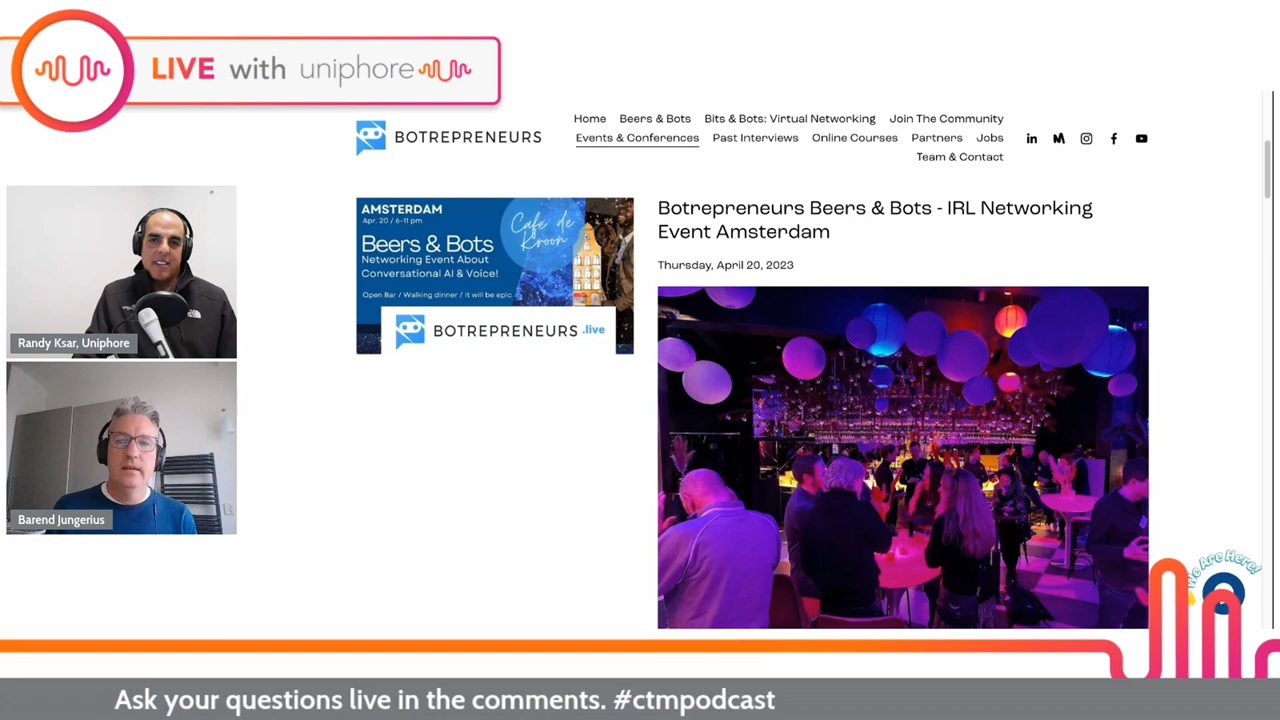 LIVE with uniphore
BOTREPRENEURS
Home Beers & Bots Bits & Bots: Virtual Networking Join The Community
Events & Conferences Past Interviews Online Courses Partners Jobs
Team & Contact
AMSTERDAM
Apr. 20 / 6-11 pm
Beers & Bots
Networking Event About
Conversational AI & Voice!
Cafe de
Kroon
Open Bar / Walking dinner / It will be epic
BOTREPRENEURS .live
Botrepreneurs Beers & Bots - IRL Networking
Event Amsterdam
Thursday, April 20, 2023
Randy Ksar, Uniphore
Barend Jungerius
We Are Here!
Ask your questions live in the comments. #ctmpodcast